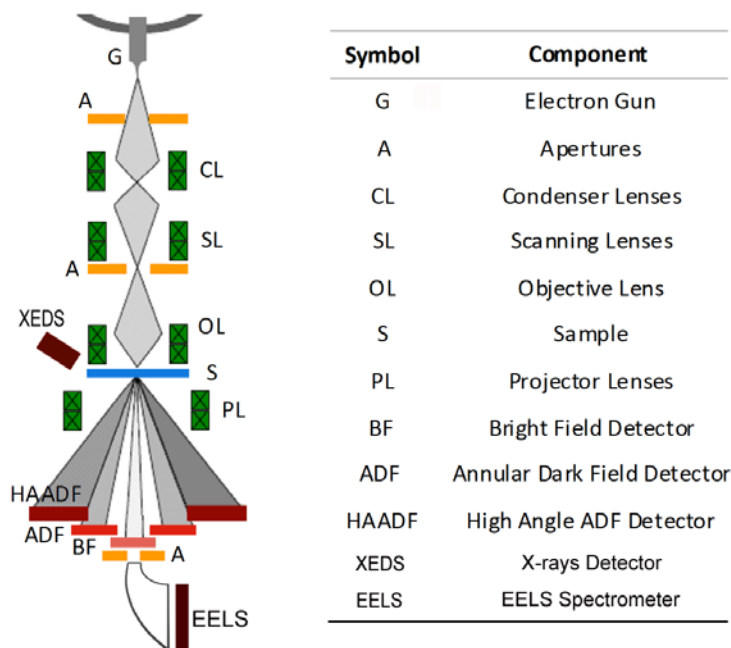 G
A
CL
SL
A
XEDS
OL
S
PL
HAADF
ADF
BF
A
EELS
Symbol Component
G Electron Gun
A Apertures
CL Condenser Lenses
SL Scanning Lenses
OL Objective Lens
S Sample
PL Projector Lenses
BF Bright Field Detector
ADF Annular Dark Field Detector
HAADF High Angle ADF Detector
XEDS X-rays Detector
EELS EELS Spectrometer